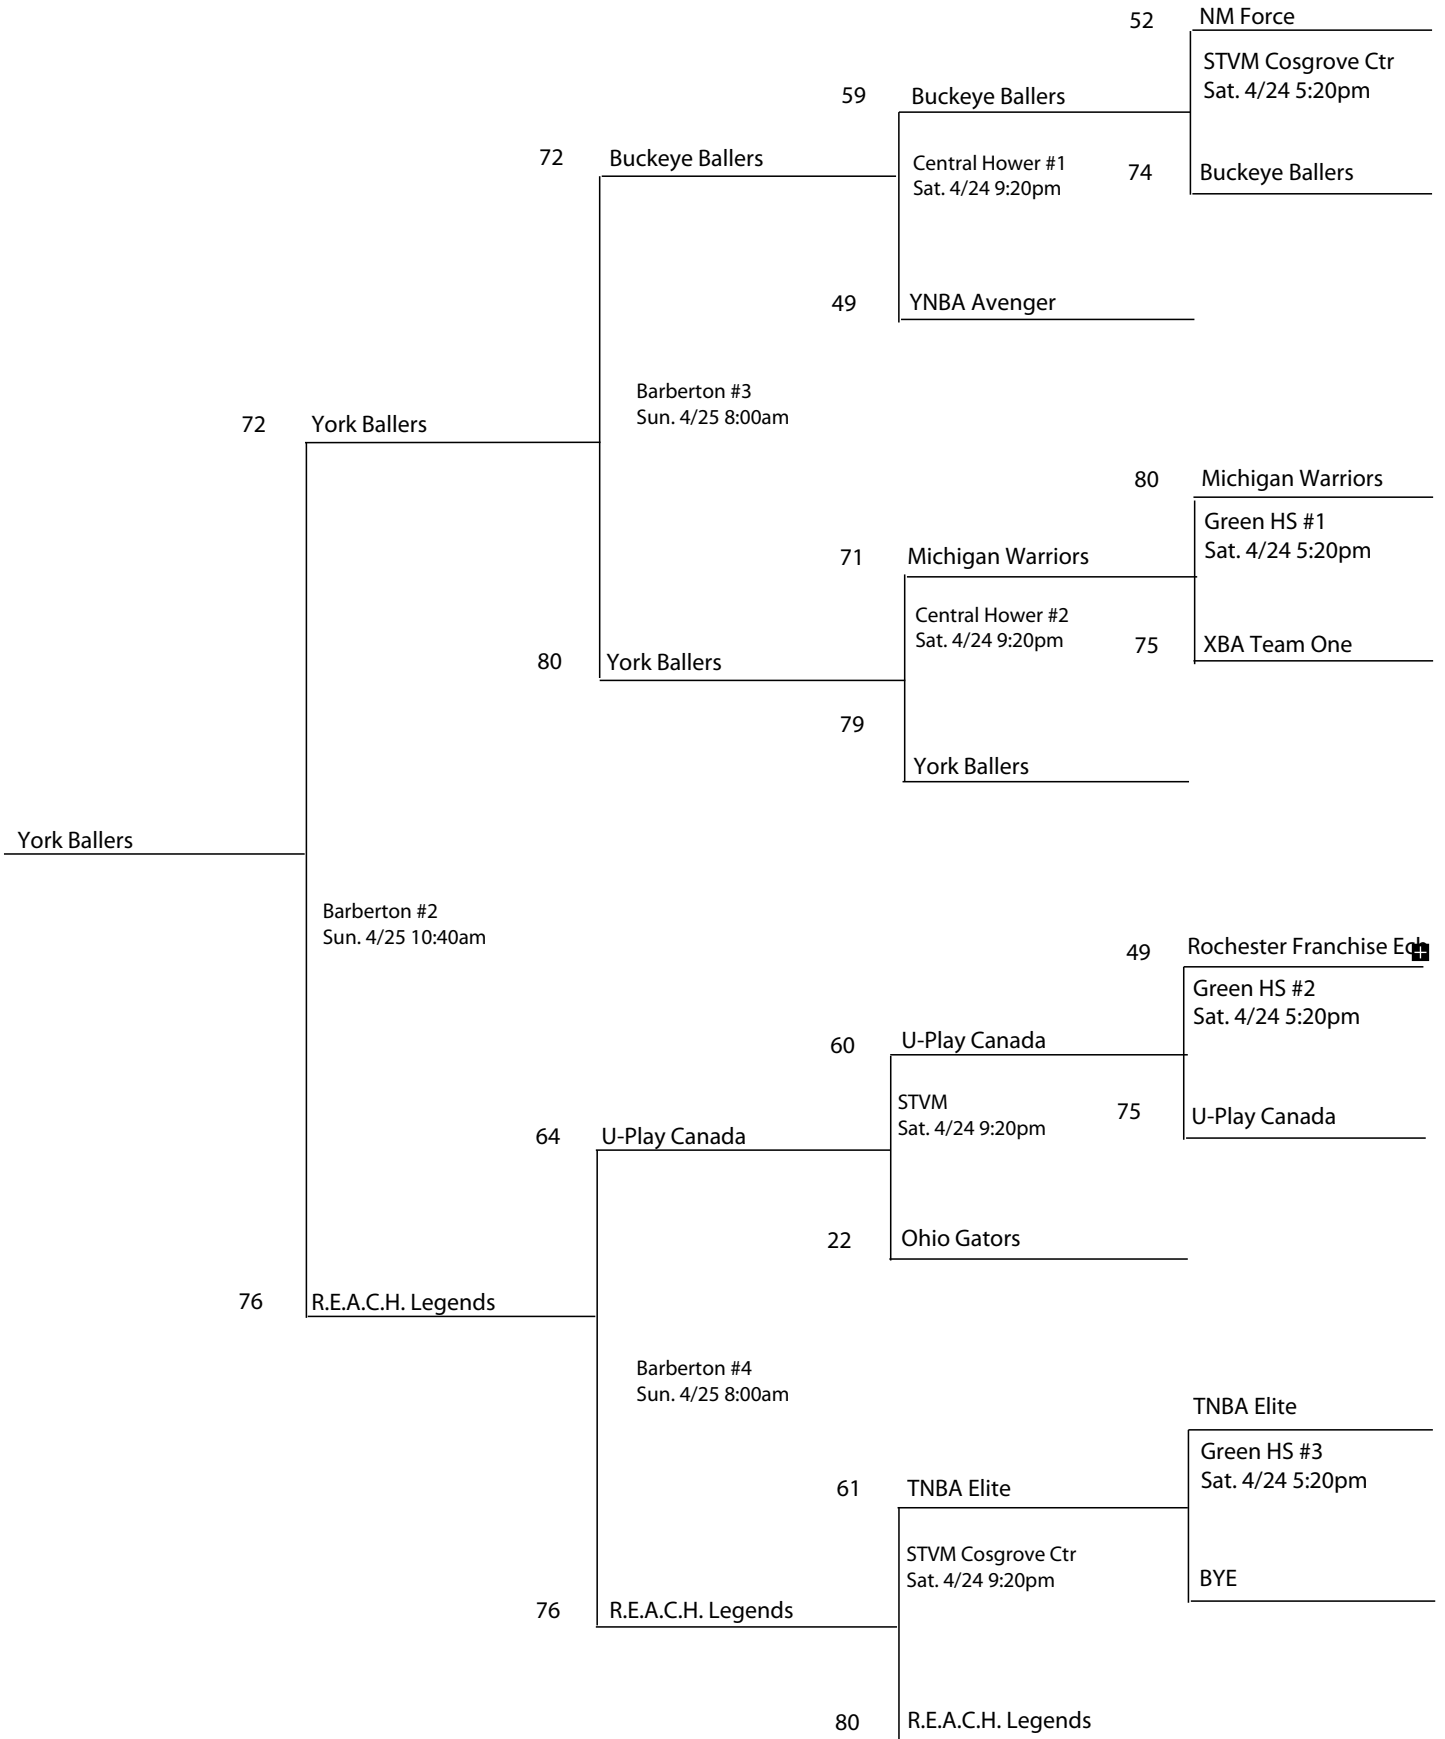 52 NM Force
STVM Cosgrove Ctr
Sat. 4/24 5:20pm
59 Buckeye Ballers
72 Buckeye Ballers
Central Hower #1
Sat. 4/24 9:20pm
74 Buckeye Ballers
49 YNBA Avenger
Barberton #3
Sun. 4/25 8:00am
72 York Ballers
80 Michigan Warriors
Green HS #1
Sat. 4/24 5:20pm
71 Michigan Warriors
Central Hower #2
Sat. 4/24 9:20pm
75 XBA Team One
80 York Ballers
79
York Ballers
York Ballers
Barberton #2
Sun. 4/25 10:40am
49 Rochester Franchise
Green HS #2
Sat. 4/24 5:20pm
60 U-Play Canada
STVM
Sat. 4/24 9:20pm
75 U-Play Canada
64 U-Play Canada
22 Ohio Gators
76 R.E.A.C.H. Legends
Barberton #4
Sun. 4/25 8:00am
TNBA Elite
Green HS #3
Sat. 4/24 5:20pm
61 TNBA Elite
STVM Cosgrove Ctr
Sat. 4/24 9:20pm
BYE
76 R.E.A.C.H. Legends
80 R.E.A.C.H. Legends